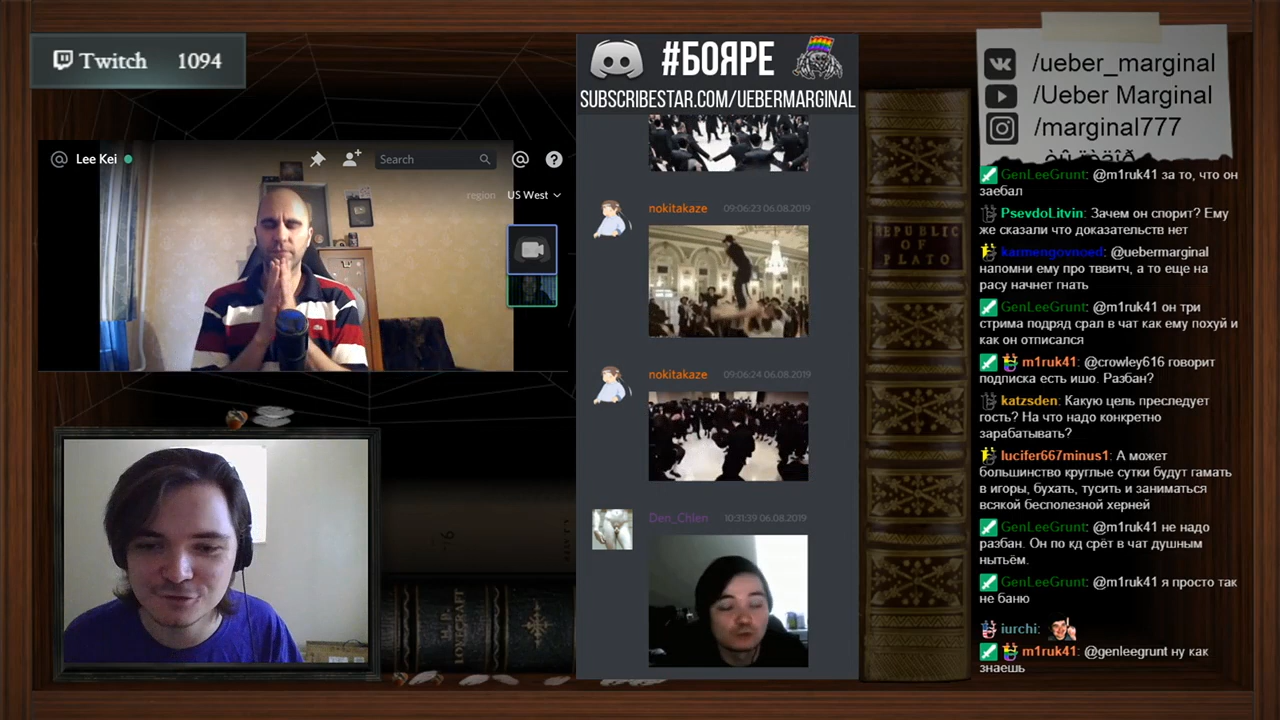 Twitch 1094
Lee Kei
Search
region US West
#БОЯРЕ
SUBSCRIBESTAR.COM/UEBERMARGINAL
nokitakaze 09:06:23 06.08.2019
nokitakaze 09:06:24 06.08.2019
Den_Chlen 10:31:39 06.08.2019
H. P.
LOVECRAFT
REPUBLIC
OF
PLATO
/ueber_marginal
/Ueber Marginal
/marginal777
GenLeeGrunt: @m1ruk41 за то, что он
заебал
PsevdoLitvin: Зачем он спорит? Ему
же сказали что доказательств нет
karmengovnoed: @uebermarginal
напомни ему про тввитч, а то еще на
расу начнет гнать
GenLeeGrunt: @m1ruk41 он три
стрима подряд срал в чат как ему похуй и
как он отписался
m1ruk41: @crowley616 говорит
подписка есть ишо. Разбан?
katzsden: Какую цель преследует
гость? На что надо конкретно
зарабатывать?
lucifer667minus1: А может
большинство круглые сутки будут гамать
в игоры, бухать, тусить и заниматься
всякой бесполезной херней
GenLeeGrunt: @m1ruk41 не надо
разбан. Он по кд срёт в чат душным
нытьём.
GenLeeGrunt: @m1ruk41 я просто так
не баню
iurchi:
m1ruk41: @genleegrunt ну как
знаешь